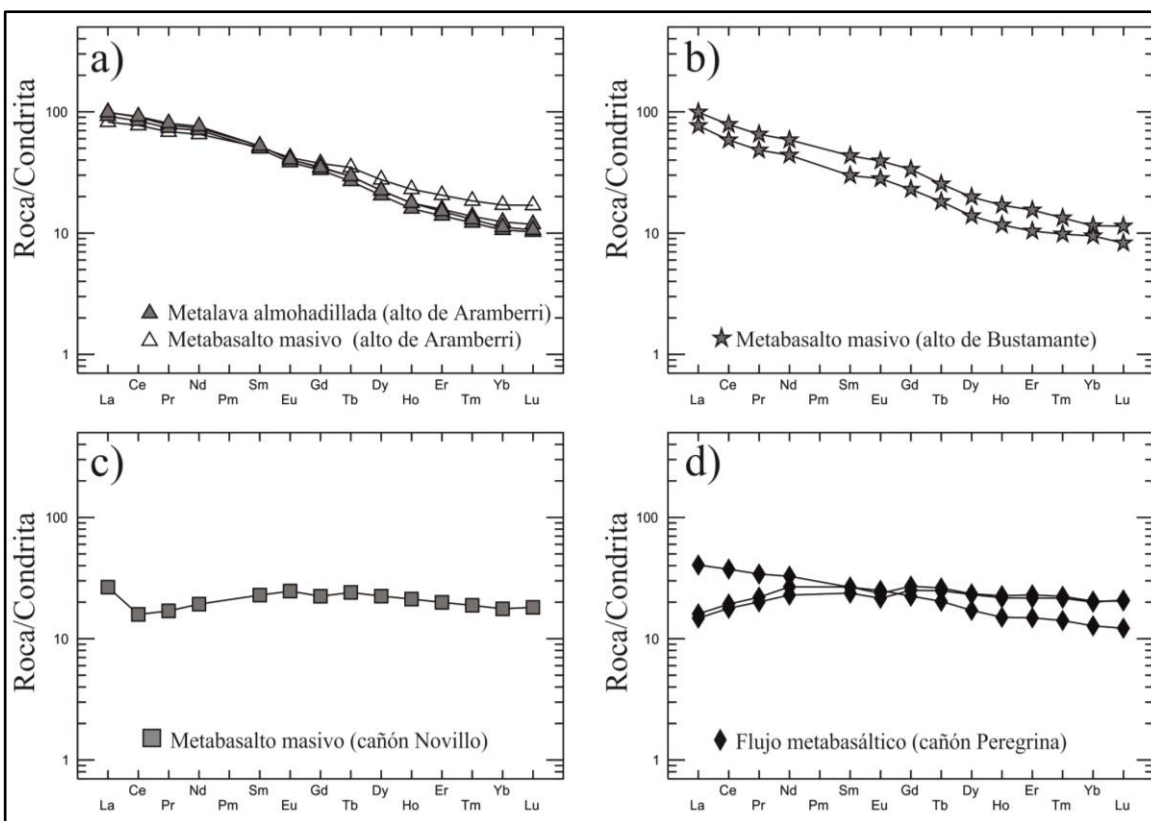 a)
Roca/Condrita
100
10
1
Metalava almohadillada (alto de Aramberri)
Metabasalto masivo (alto de Aramberri)
Ce Nd Sm Gd Dy Er Yb
La Pr Pm Eu Tb Ho Tm Lu
b)
Roca/Condrita
100
10
1
Metabasalto masivo (alto de Bustamante)
Ce Nd Sm Gd Dy Er Yb
La Pr Pm Eu Tb Ho Tm Lu
c)
Roca/Condrita
100
10
1
Metabasalto masivo (cañón Novillo)
Ce Nd Sm Gd Dy Er Yb
La Pr Pm Eu Tb Ho Tm Lu
d)
Roca/Condrita
100
10
1
Flujo metabasáltico (cañón Peregrina)
Ce Nd Sm Gd Dy Er Yb
La Pr Pm Eu Tb Ho Tm Lu